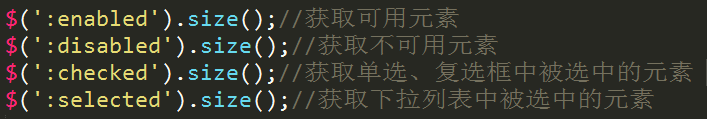 $(':enabled').size();//获取可用元素
$(':disabled').size();//获取不可用元素
$(':checked').size();//获取单选、复选框中被选中的元素
$(':selected').size();//获取下拉列表中被选中的元素